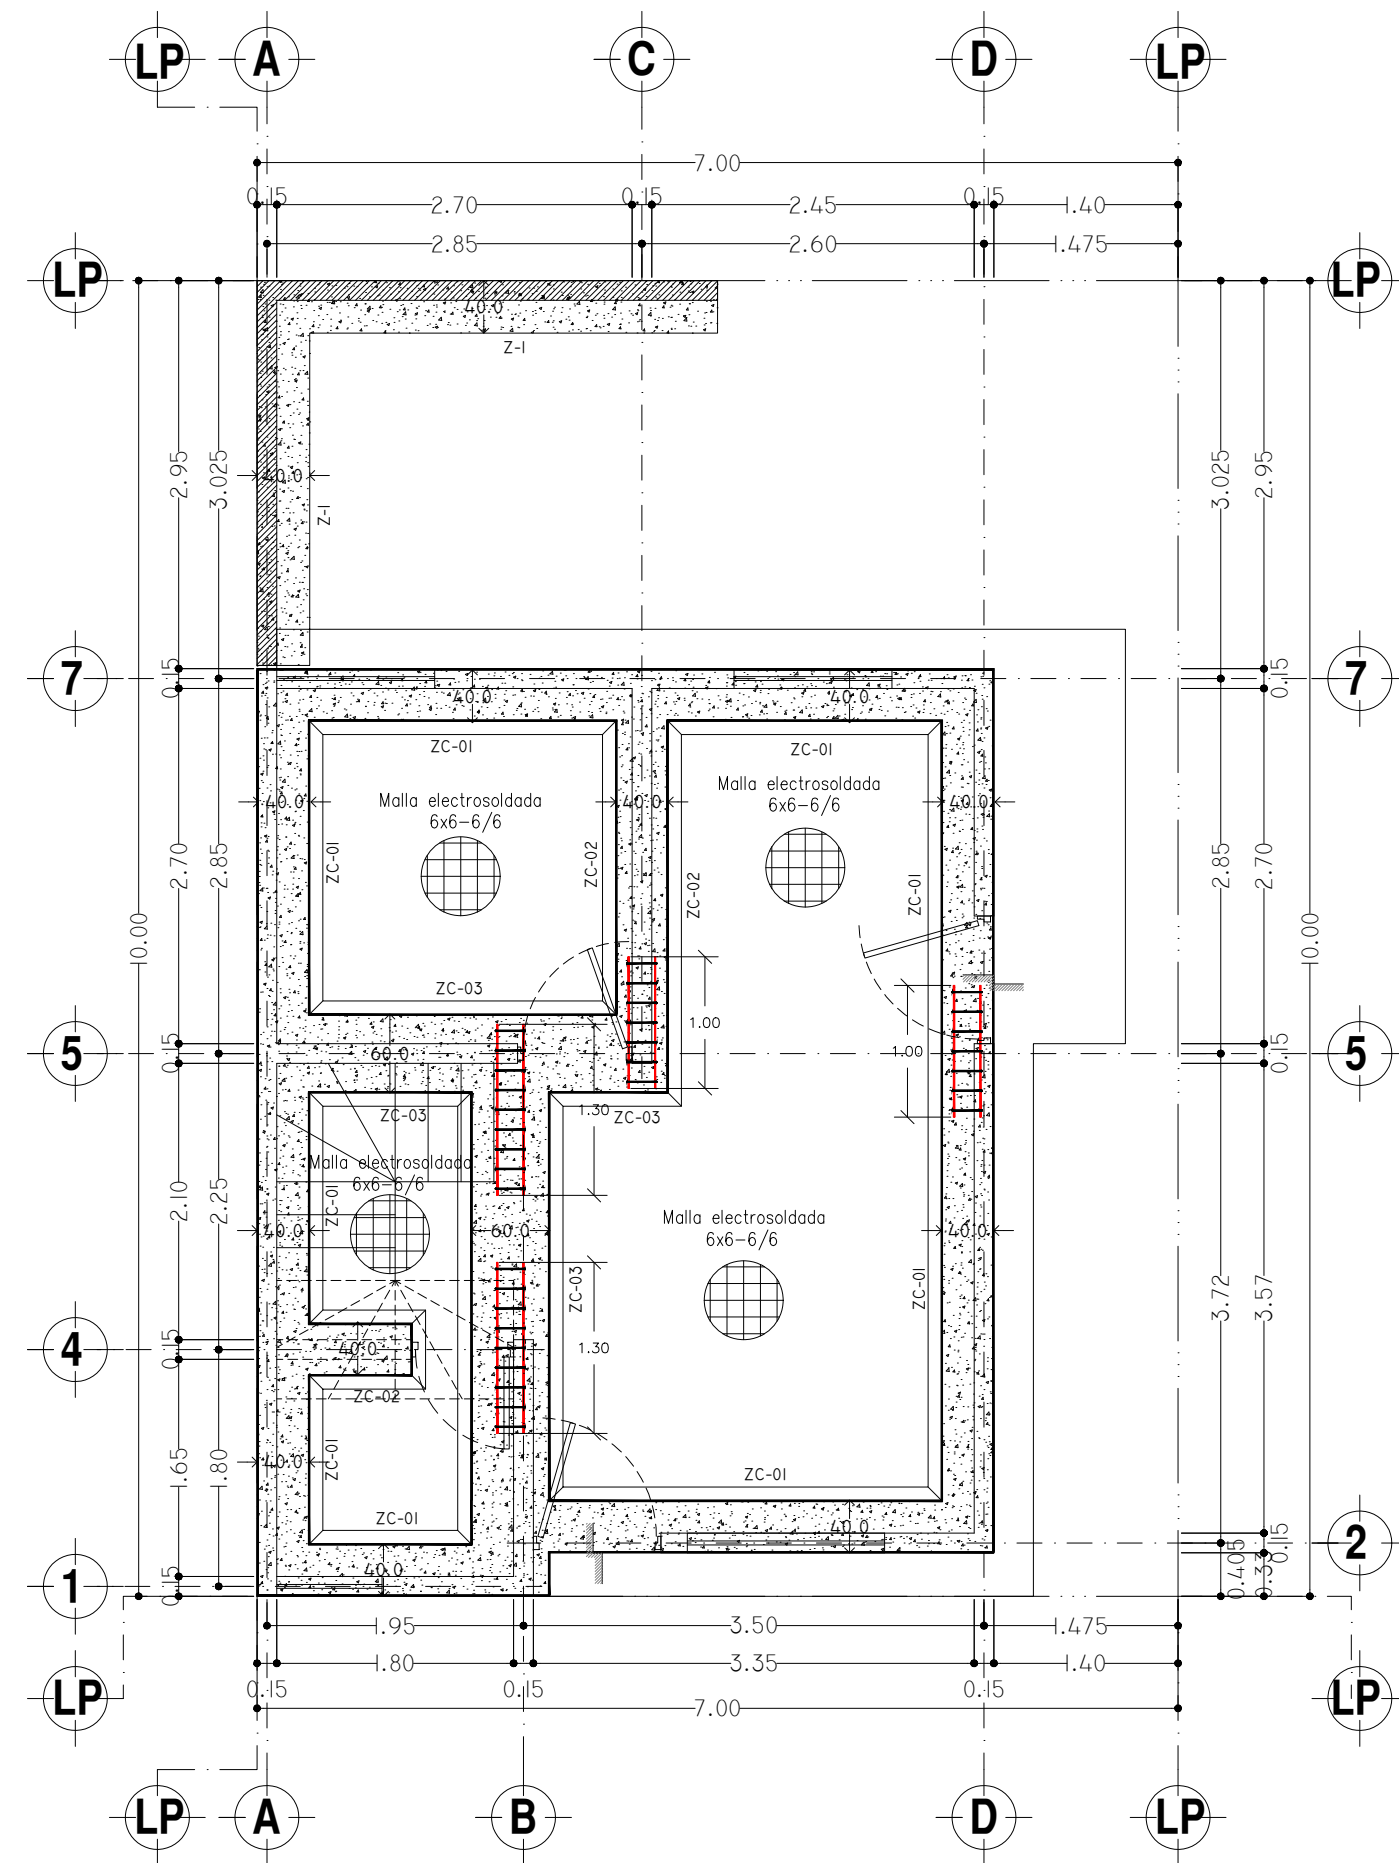 LP A C D LP
7.00
0.15 0.15 0.15
2.70 2.45 1.40
2.85 2.60 1.475
LP LP
40.0
Z-1
2.95 3.025 3.025 2.95
40.0
Z-1
7 7
0.15 0.15
40.0 40.0
ZC-01 ZC-01
Malla electrosoldada
6x6-6/6
Malla electrosoldada
6x6-6/6
40.0 40.0 40.0
ZC-01 ZC-02 ZC-02 ZC-01
2.70 2.85 2.85 2.70
10.00 10.00
ZC-03
1.00
1.00
5 5
0.15 0.15
60.0
ZC-03 1.30 ZC-03
Malla electrosoldada
6x6-6/6
2.10 2.25
ZC-01
40.0 60.0 40.0
Malla electrosoldada
6x6-6/6
ZC-03 ZC-01
3.72 3.57
4
0.15
40.0 1.30
ZC-02
1.65 1.80
40.0 ZC-01
ZC-01
ZC-01
40.0
2
0.15
40.0
1
0.15
0.405 0.33
1.95 3.50 1.475
1.80 3.35 1.40
0.15 0.15 0.15
LP LP
7.00
LP A B D LP